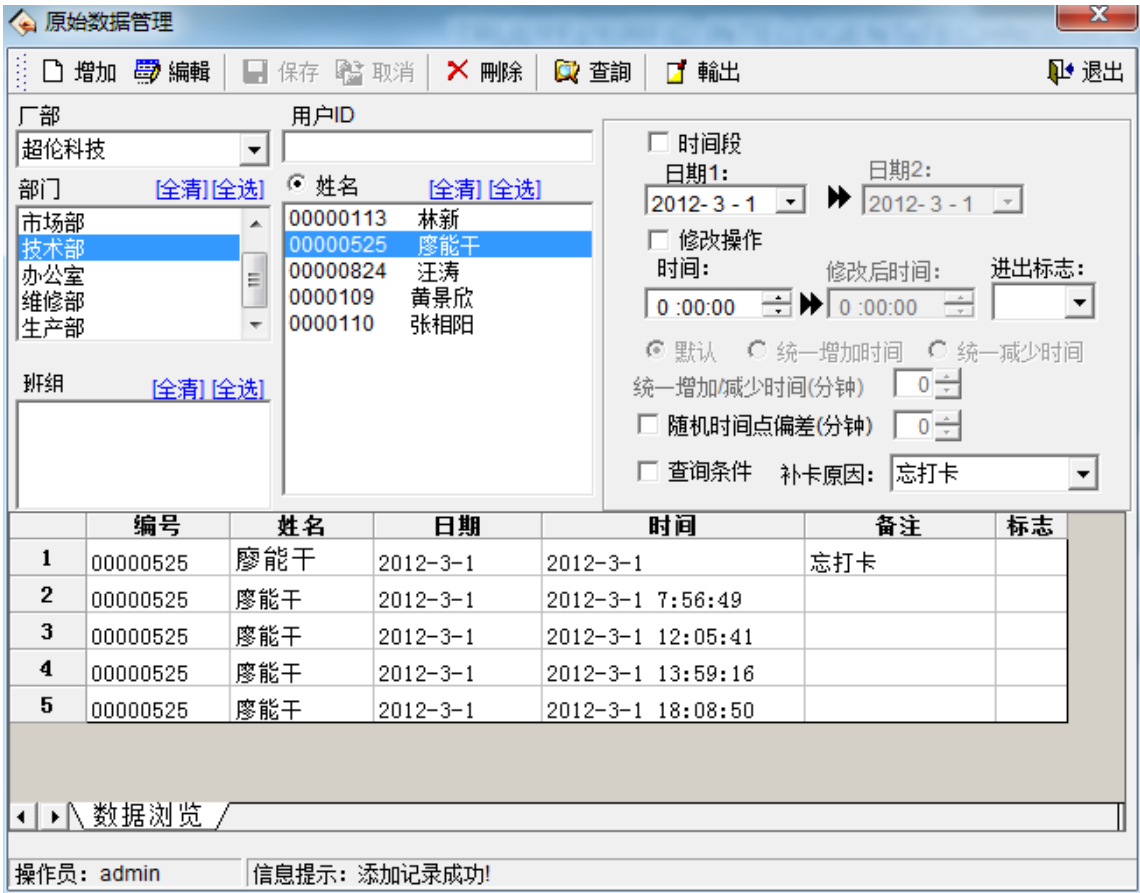 原始数据管理
增加 编輯 保存 取消 刪除 查詢 輸出 退出
厂部
超伦科技
部门 [全清][全选]
市场部
技术部
办公室
维修部
生产部
班组 [全清][全选]
用户ID
姓名 [全清][全选]
00000113 林新
00000525 廖能干
00000824 汪涛
0000109 黄景欣
0000110 张相阳
时间段
日期1: 日期2:
2012- 3 - 1 2012- 3 - 1
修改操作
时间: 修改后时间: 进出标志:
0 :00:00 0 :00:00
默认 统一增加时间 统一减少时间
统一增加/减少时间(分钟) 0
随机时间点偏差(分钟) 0
查询条件 补卡原因: 忘打卡
编号 姓名 日期 时间 备注 标志
1 00000525 廖能干 2012-3-1 2012-3-1 忘打卡
2 00000525 廖能干 2012-3-1 2012-3-1 7:56:49
3 00000525 廖能干 2012-3-1 2012-3-1 12:05:41
4 00000525 廖能干 2012-3-1 2012-3-1 13:59:16
5 00000525 廖能干 2012-3-1 2012-3-1 18:08:50
数据浏览
操作员: admin 信息提示: 添加记录成功!